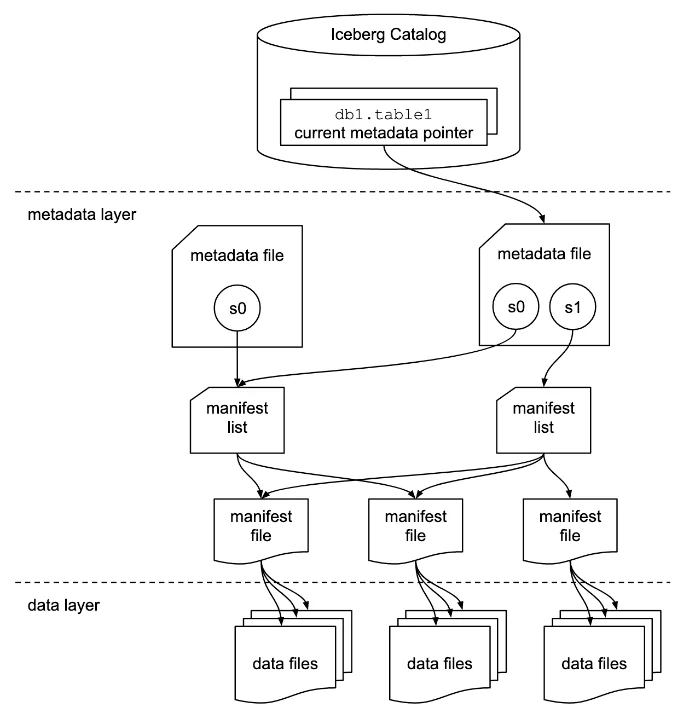 Iceberg Catalog
db1.table1
current metadata pointer
metadata layer
metadata file
s0
metadata file
s0
s1
manifest
list
manifest
list
manifest
file
manifest
file
manifest
file
data layer
data files
data files
data files